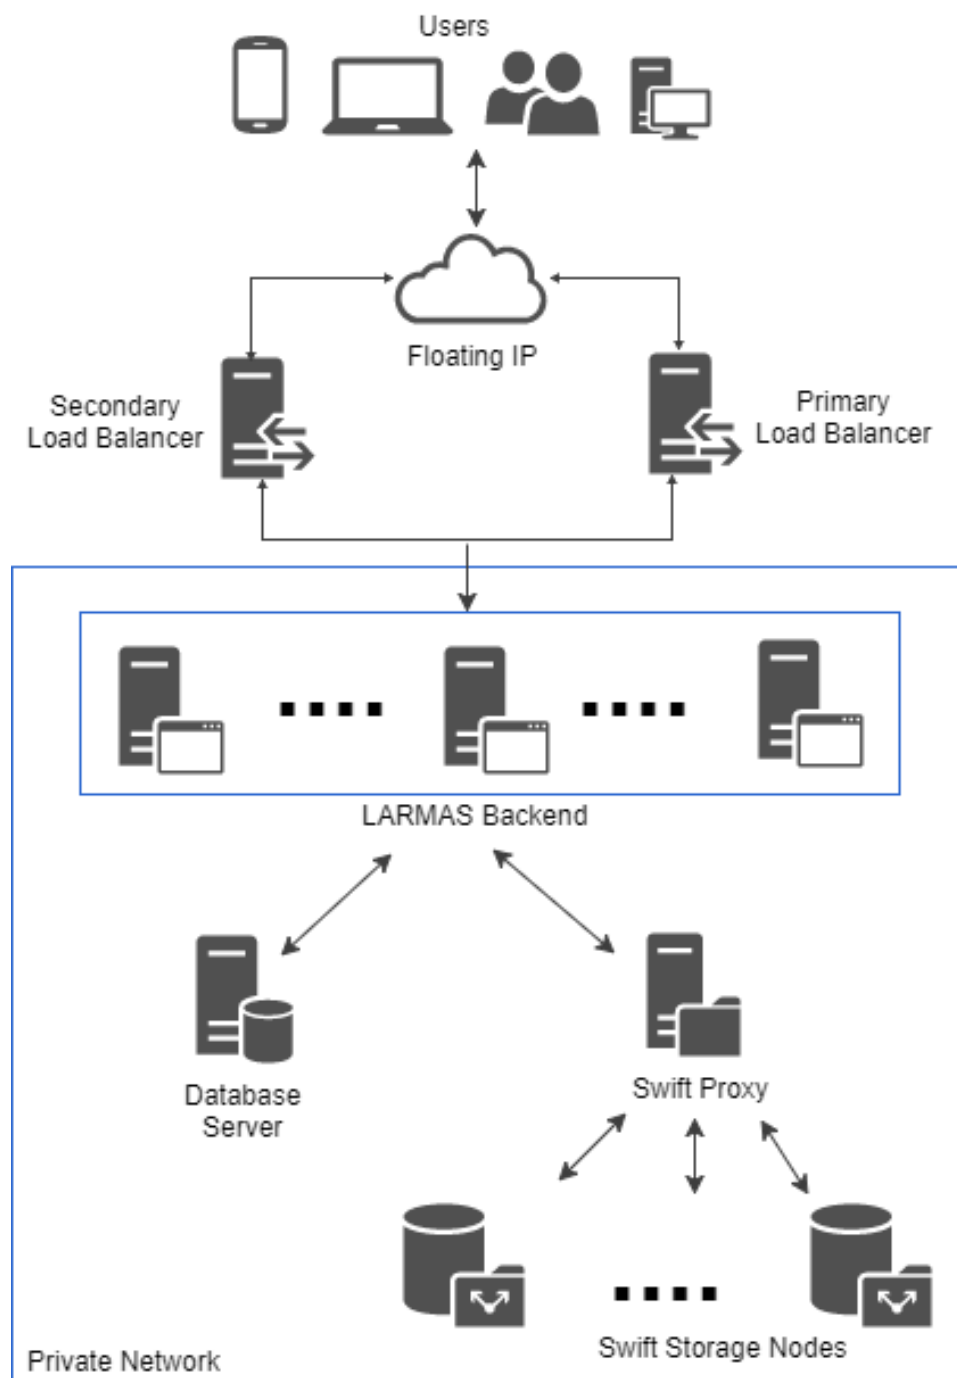 Users
Floating IP
Secondary
Load Balancer
Primary
Load Balancer
LARMAS Backend
Database
Server
Swift Proxy
Swift Storage Nodes
Private Network